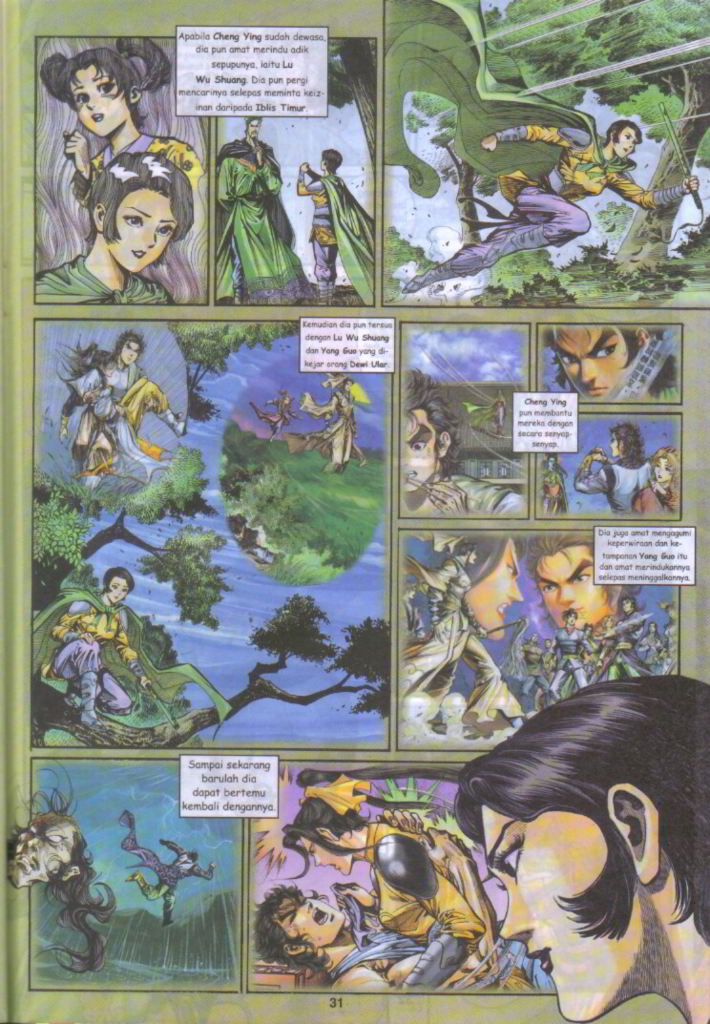 Apabila Cheng Ying sudah dewasa,
dia pun amat merindu adik
sepupunya, iaitu Lu
Wu Shuang. Dia pun pergi
mencarinya selepas meminta keiz-
inan daripada Iblis Timur.
Kemudian dia pun tersua
dengan Lu Wu Shuang
dan Yang Guo yang di-
kejar orang Dewi Ular.
Cheng Ying
pun membantu
mereka dengan
secara senyap-
senyap.
Dia juga amat mengagumi
keperwiraan dan ke-
tampanan Yang Guo itu
dan amat merindukannya
selepas meninggalkannya.
Sampai sekarang
barulah dia
dapat bertemu
kembali dengannya.
31